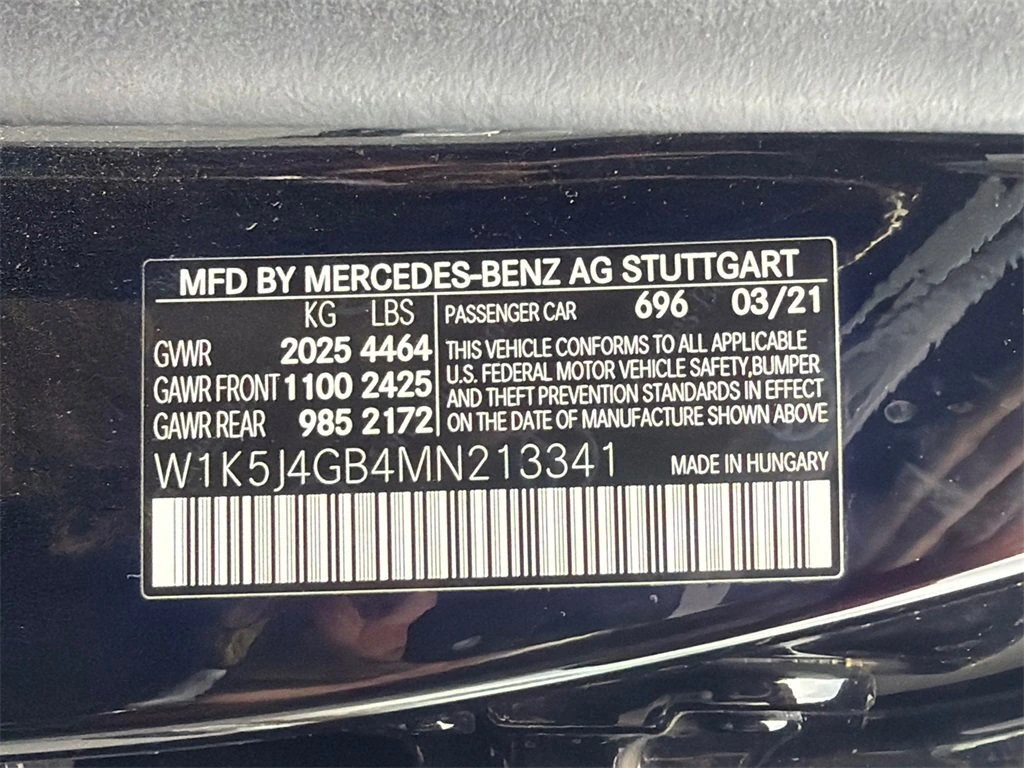 MFD BY MERCEDES-BENZ AG STUTTGART
KG LBS
GVWR 2025 4464
GAWR FRONT 1100 2425
GAWR REAR 985 2172
PASSENGER CAR 696 03/21
THIS VEHICLE CONFORMS TO ALL APPLICABLE
U.S. FEDERAL MOTOR VEHICLE SAFETY,BUMPER
AND THEFT PREVENTION STANDARDS IN EFFECT
ON THE DATE OF MANUFACTURE SHOWN ABOVE
W1K5J4GB4MN213341 MADE IN HUNGARY